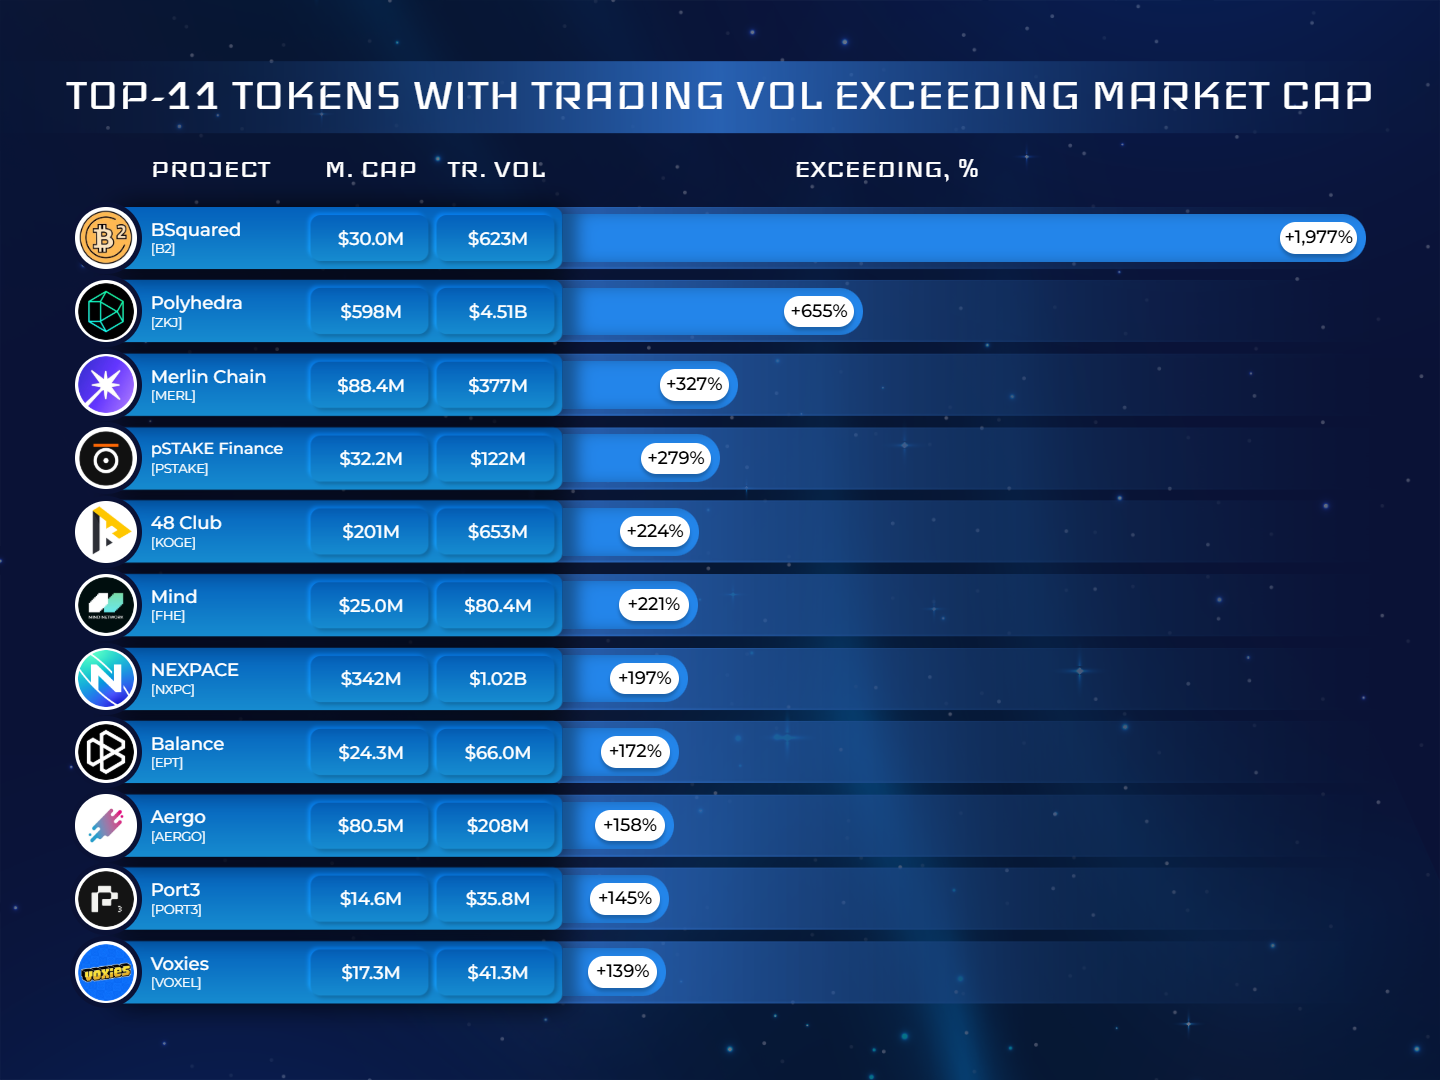 TOP-11 TOKENS WITH TRADING VOL EXCEEDING MARKET CAP
PROJECT M. CAP TR. VOL EXCEEDING, %
BSquared $30.0M $623M +1,977%
[B2]
Polyhedra $598M $4.51B +655%
[ZKJ]
Merlin Chain $88.4M $377M +327%
[MERL]
pSTAKE Finance $32.2M $122M +279%
[PSTAKE]
48 Club $201M $653M +224%
[KOGE]
Mind $25.0M $80.4M +221%
[FHE]
MIND NETWORK
NEXPACE $342M $1.02B +197%
[NXPC]
Balance $24.3M $66.0M +172%
[EPT]
Aergo $80.5M $208M +158%
[AERGO]
Port3 $14.6M $35.8M +145%
[PORT3]
Voxies $17.3M $41.3M +139%
[VOXEL]
voxies